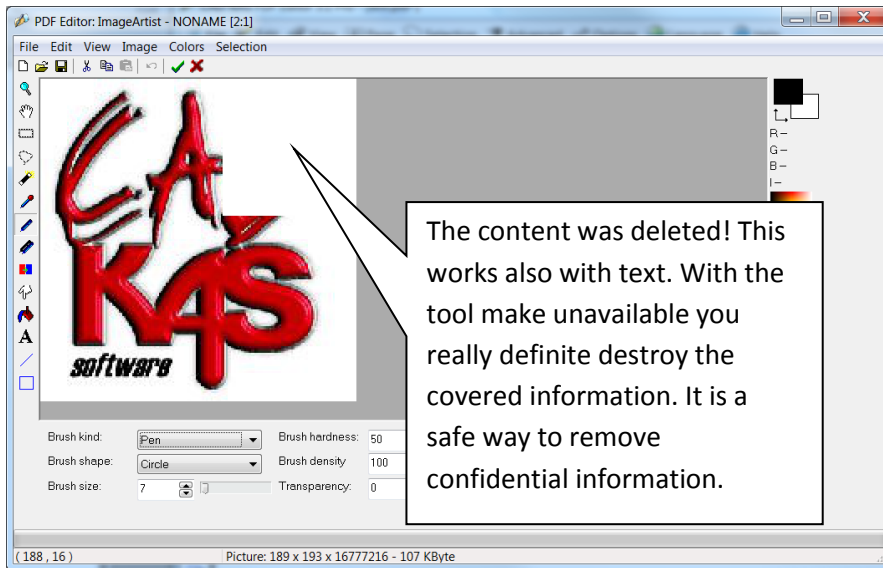 PDF Editor: ImageArtist - NONAME [2:1]
File Edit View Image Colors Selection
R-
G-
B-
I-
CA
KAS
software
A
The content was deleted! This
works also with text. With the
tool make unavailable you
really definite destroy the
covered information. It is a
safe way to remove
confidential information.
Brush kind: Pen Brush hardness: 50
Brush shape: Circle Brush density 100
Brush size: 7 Transparency: 0
( 188 , 16 ) Picture: 189 x 193 x 16777216 - 107 KByte